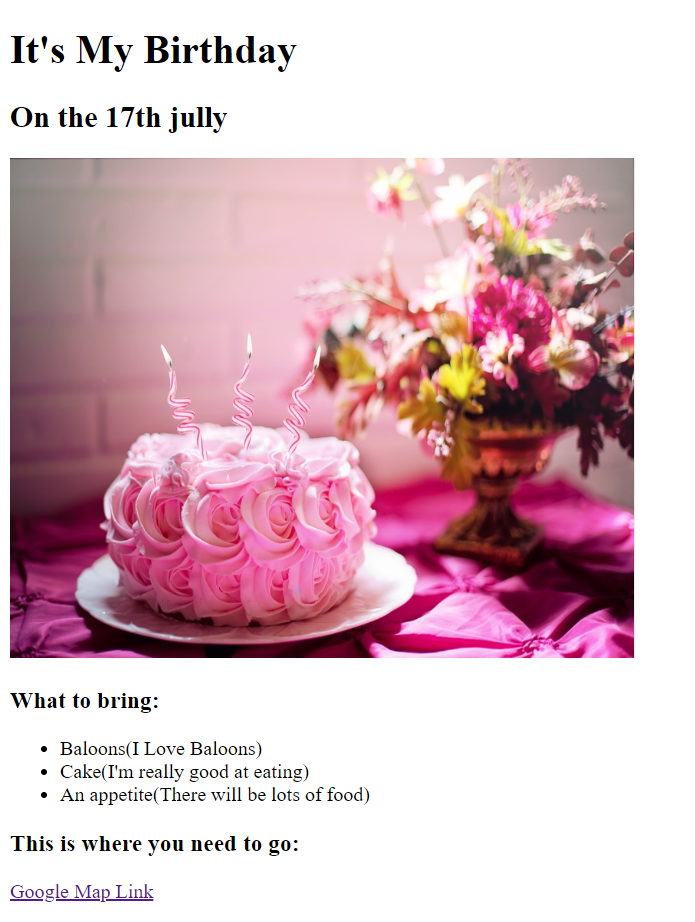 It's My Birthday
On the 17th jully
What to bring:
Baloons(I Love Baloons)
Cake(I'm really good at eating)
An appetite(There will be lots of food)
This is where you need to go:
Google Map Link